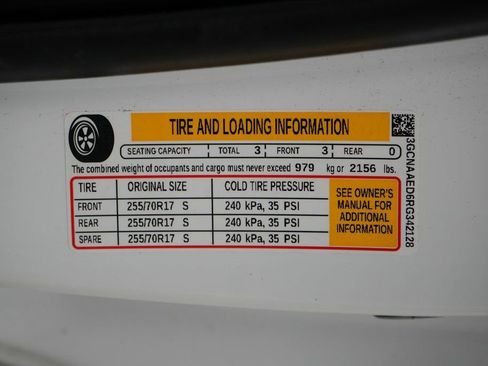 TIRE AND LOADING INFORMATION
SEATING CAPACITY TOTAL 3 FRONT 3 REAR 0
The combined weight of occupants and cargo must never exceed 979 kg or 2156 lbs.
TIRE ORIGINAL SIZE COLD TIRE PRESSURE
FRONT 255/70R17 S 240 kPa, 35 PSI
REAR 255/70R17 S 240 kPa, 35 PSI
SPARE 255/70R17 S 240 kPa, 35 PSI
SEE OWNER'S
MANUAL FOR
ADDITIONAL
INFORMATION
3GCNAAED6RG342128